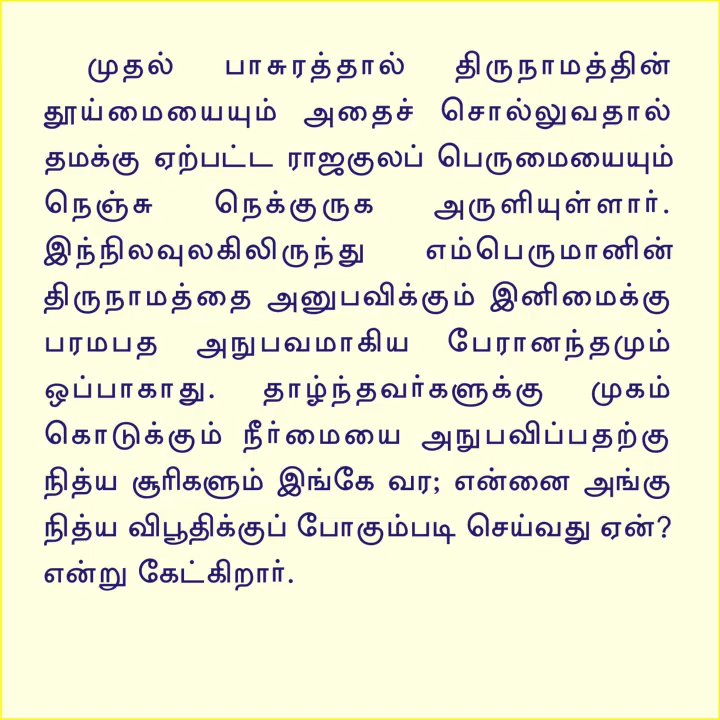 முதல் பாசுரத்தால் திருநாமத்தின்
தூய்மையையும் அதைச் சொல்லுவதால்
தமக்கு ஏற்பட்ட ராஜகுலப் பெருமையையும்
நெஞ்சு நெக்குருக அருளியுள்ளார்.
இந்நிலவுலகிலிருந்து எம்பெருமானின்
திருநாமத்தை அனுபவிக்கும் இனிமைக்கு
பரமபத அநுபவமாகிய பேரானந்தமும்
ஒப்பாகாது. தாழ்ந்தவர்களுக்கு முகம்
கொடுக்கும் நீர்மையை அநுபவிப்பதற்கு
நித்ய சூரிகளும் இங்கே வர; என்னை அங்கு
நித்ய விபூதிக்குப் போகும்படி செய்வது ஏன்?
என்று கேட்கிறார்.